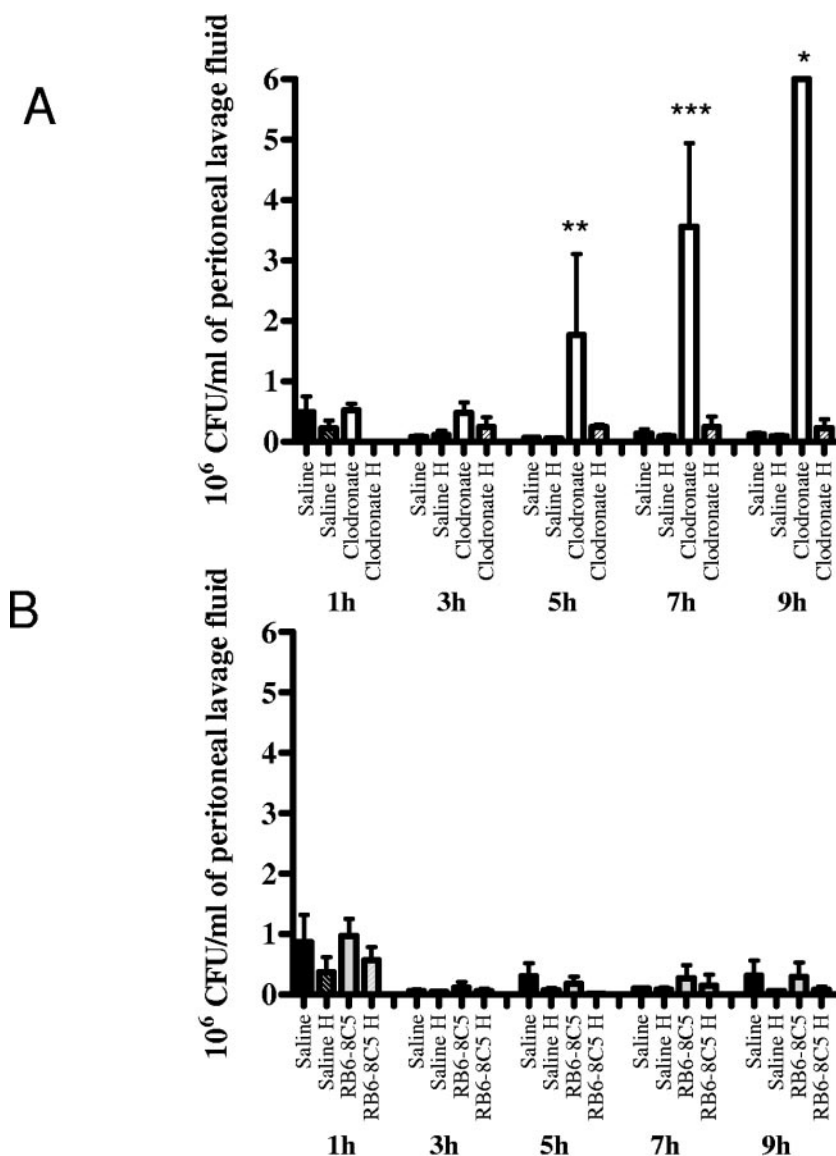 A
10⁶ CFU/ml of peritoneal lavage fluid
6
5
4
3
2
1
0
**
***
*
Saline
Saline H
Clodronate
Clodronate H
Saline
Saline H
Clodronate
Clodronate H
Saline
Saline H
Clodronate
Clodronate H
Saline
Saline H
Clodronate
Clodronate H
Saline
Saline H
Clodronate
Clodronate H
1h 3h 5h 7h 9h
B
10⁶ CFU/ml of peritoneal lavage fluid
6
5
4
3
2
1
0
Saline
Saline H
RB6-8C5
RB6-8C5 H
Saline
Saline H
RB6-8C5
RB6-8C5 H
Saline
Saline H
RB6-8C5
RB6-8C5 H
Saline
Saline H
RB6-8C5
RB6-8C5 H
Saline
Saline H
RB6-8C5
RB6-8C5 H
1h 3h 5h 7h 9h